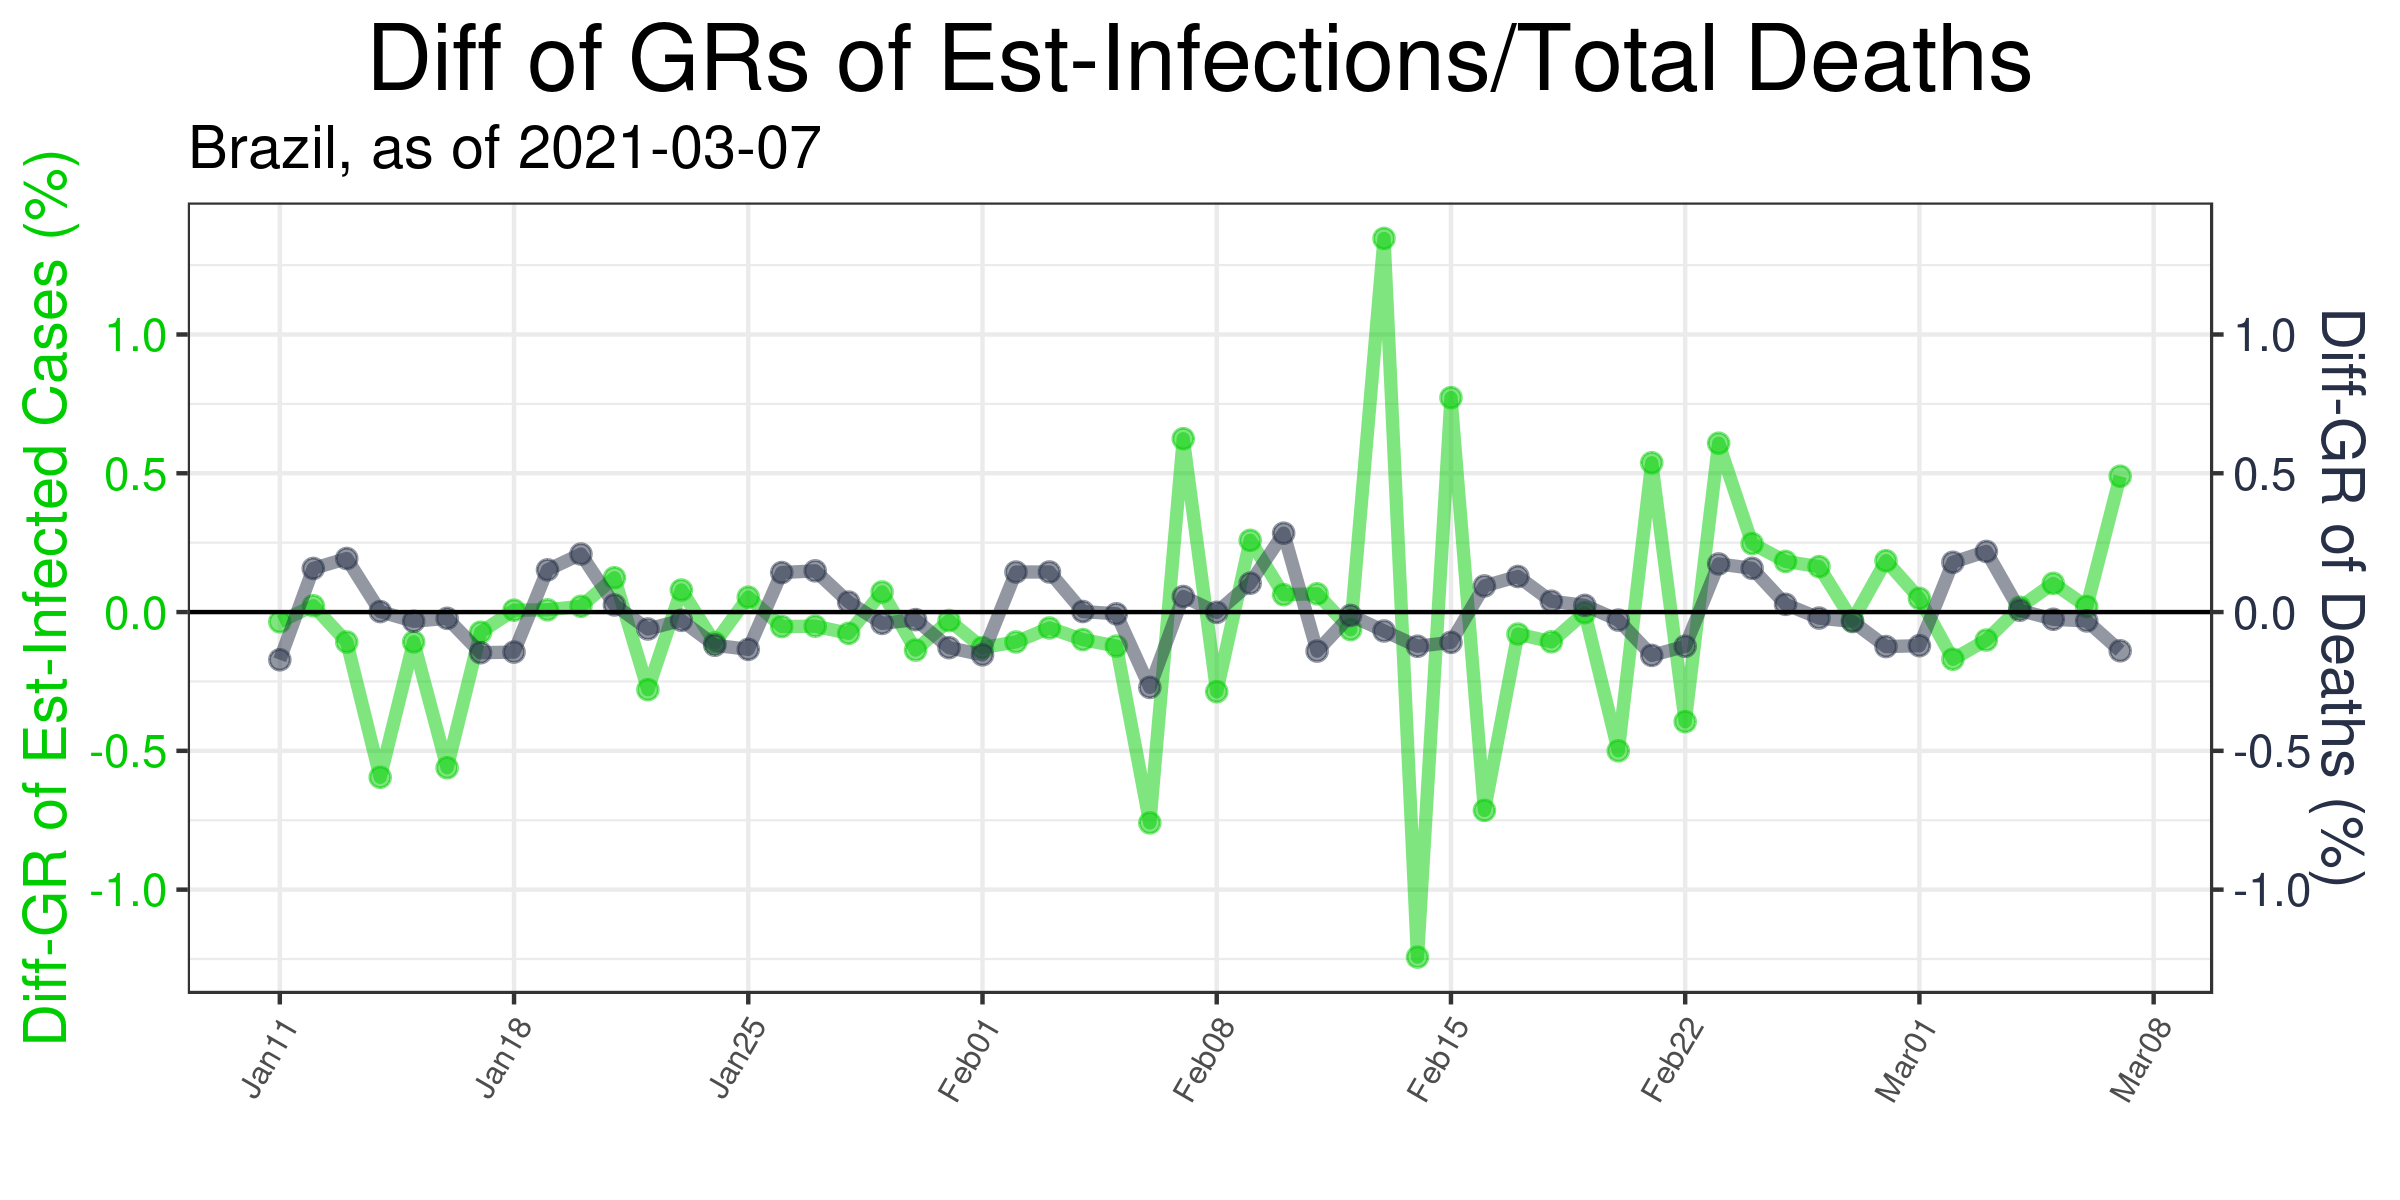 Diff of GRs of Est-Infections/Total Deaths
Brazil, as of 2021-03-07
Diff-GR of Est-Infected Cases (%)
1.0
0.5
0.0
-0.5
-1.0
1.0
0.5
0.0
-0.5
-1.0
Diff-GR of Deaths (%)
Jan11
Jan18
Jan25
Feb01
Feb08
Feb15
Feb22
Mar01
Mar08